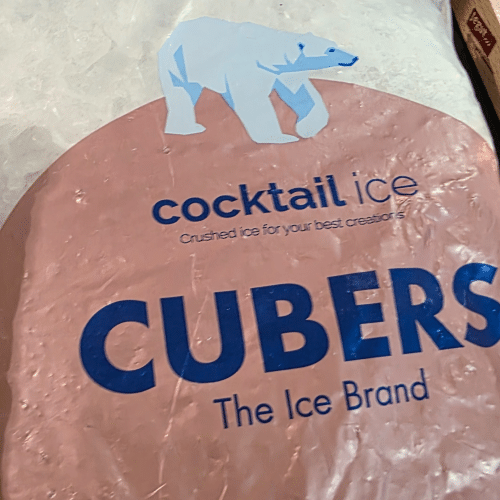 cocktail ice
Crushed ice for your best creations
CUBERS
The Ice Brand